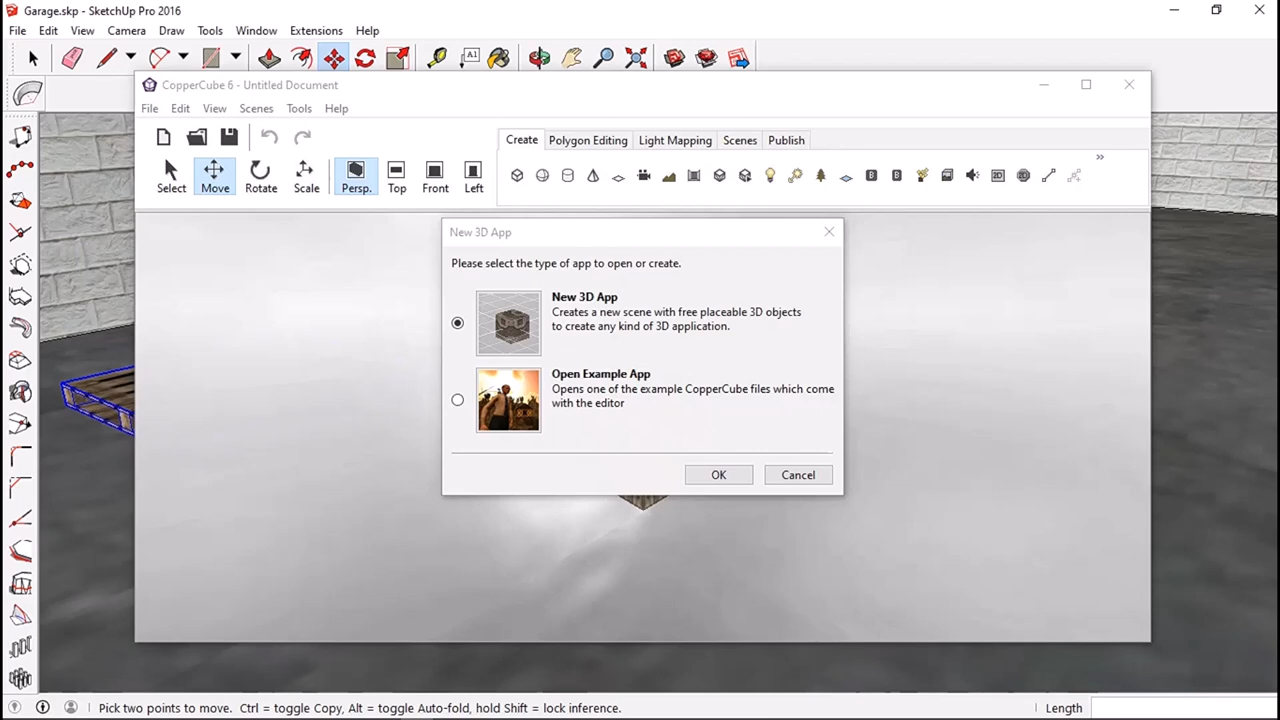 Garage.skp - SketchUp Pro 2016
File Edit View Camera Draw Tools Window Extensions Help
A1
CopperCube 6 - Untitled Document
File Edit View Scenes Tools Help
Create Polygon Editing Light Mapping Scenes Publish
Select Move Rotate Scale Persp. Top Front Left
B B 2D
New 3D App
Please select the type of app to open or create.
New 3D App
Creates a new scene with free placeable 3D objects
to create any kind of 3D application.
Open Example App
Opens one of the example CopperCube files which come
with the editor
OK Cancel
Pick two points to move. Ctrl = toggle Copy, Alt = toggle Auto-fold, hold Shift = lock inference.
Length